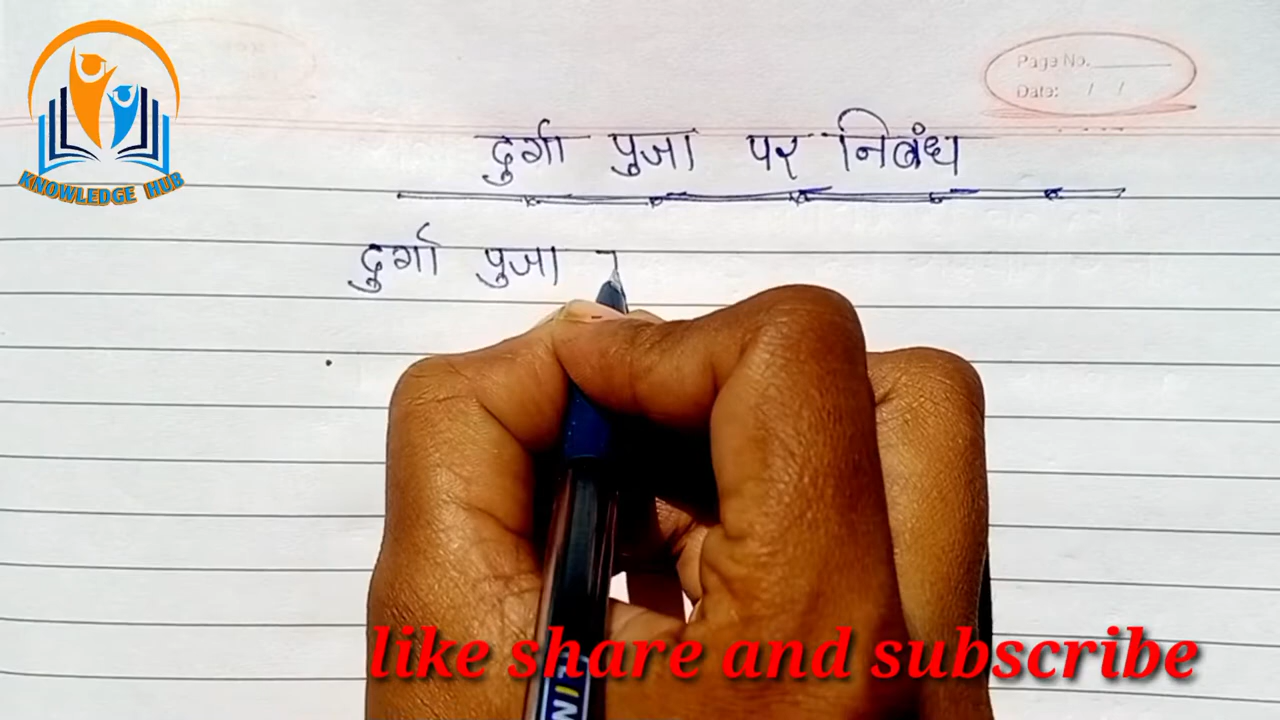 KNOWLEDGE HUB
Page No.
Date: / /
दुर्गा पुजा पर निबंध
दुर्गा पुजा
like share and subscribe